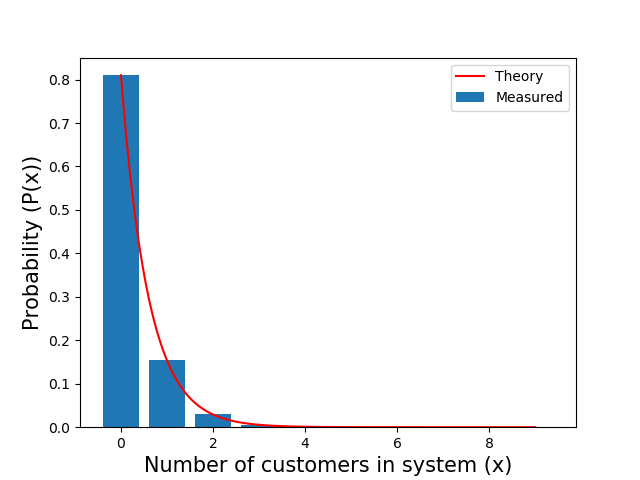 Theory
Measured
Probability (P(x))
0.8
0.7
0.6
0.5
0.4
0.3
0.2
0.1
0.0
0 2 4 6 8
Number of customers in system (x)